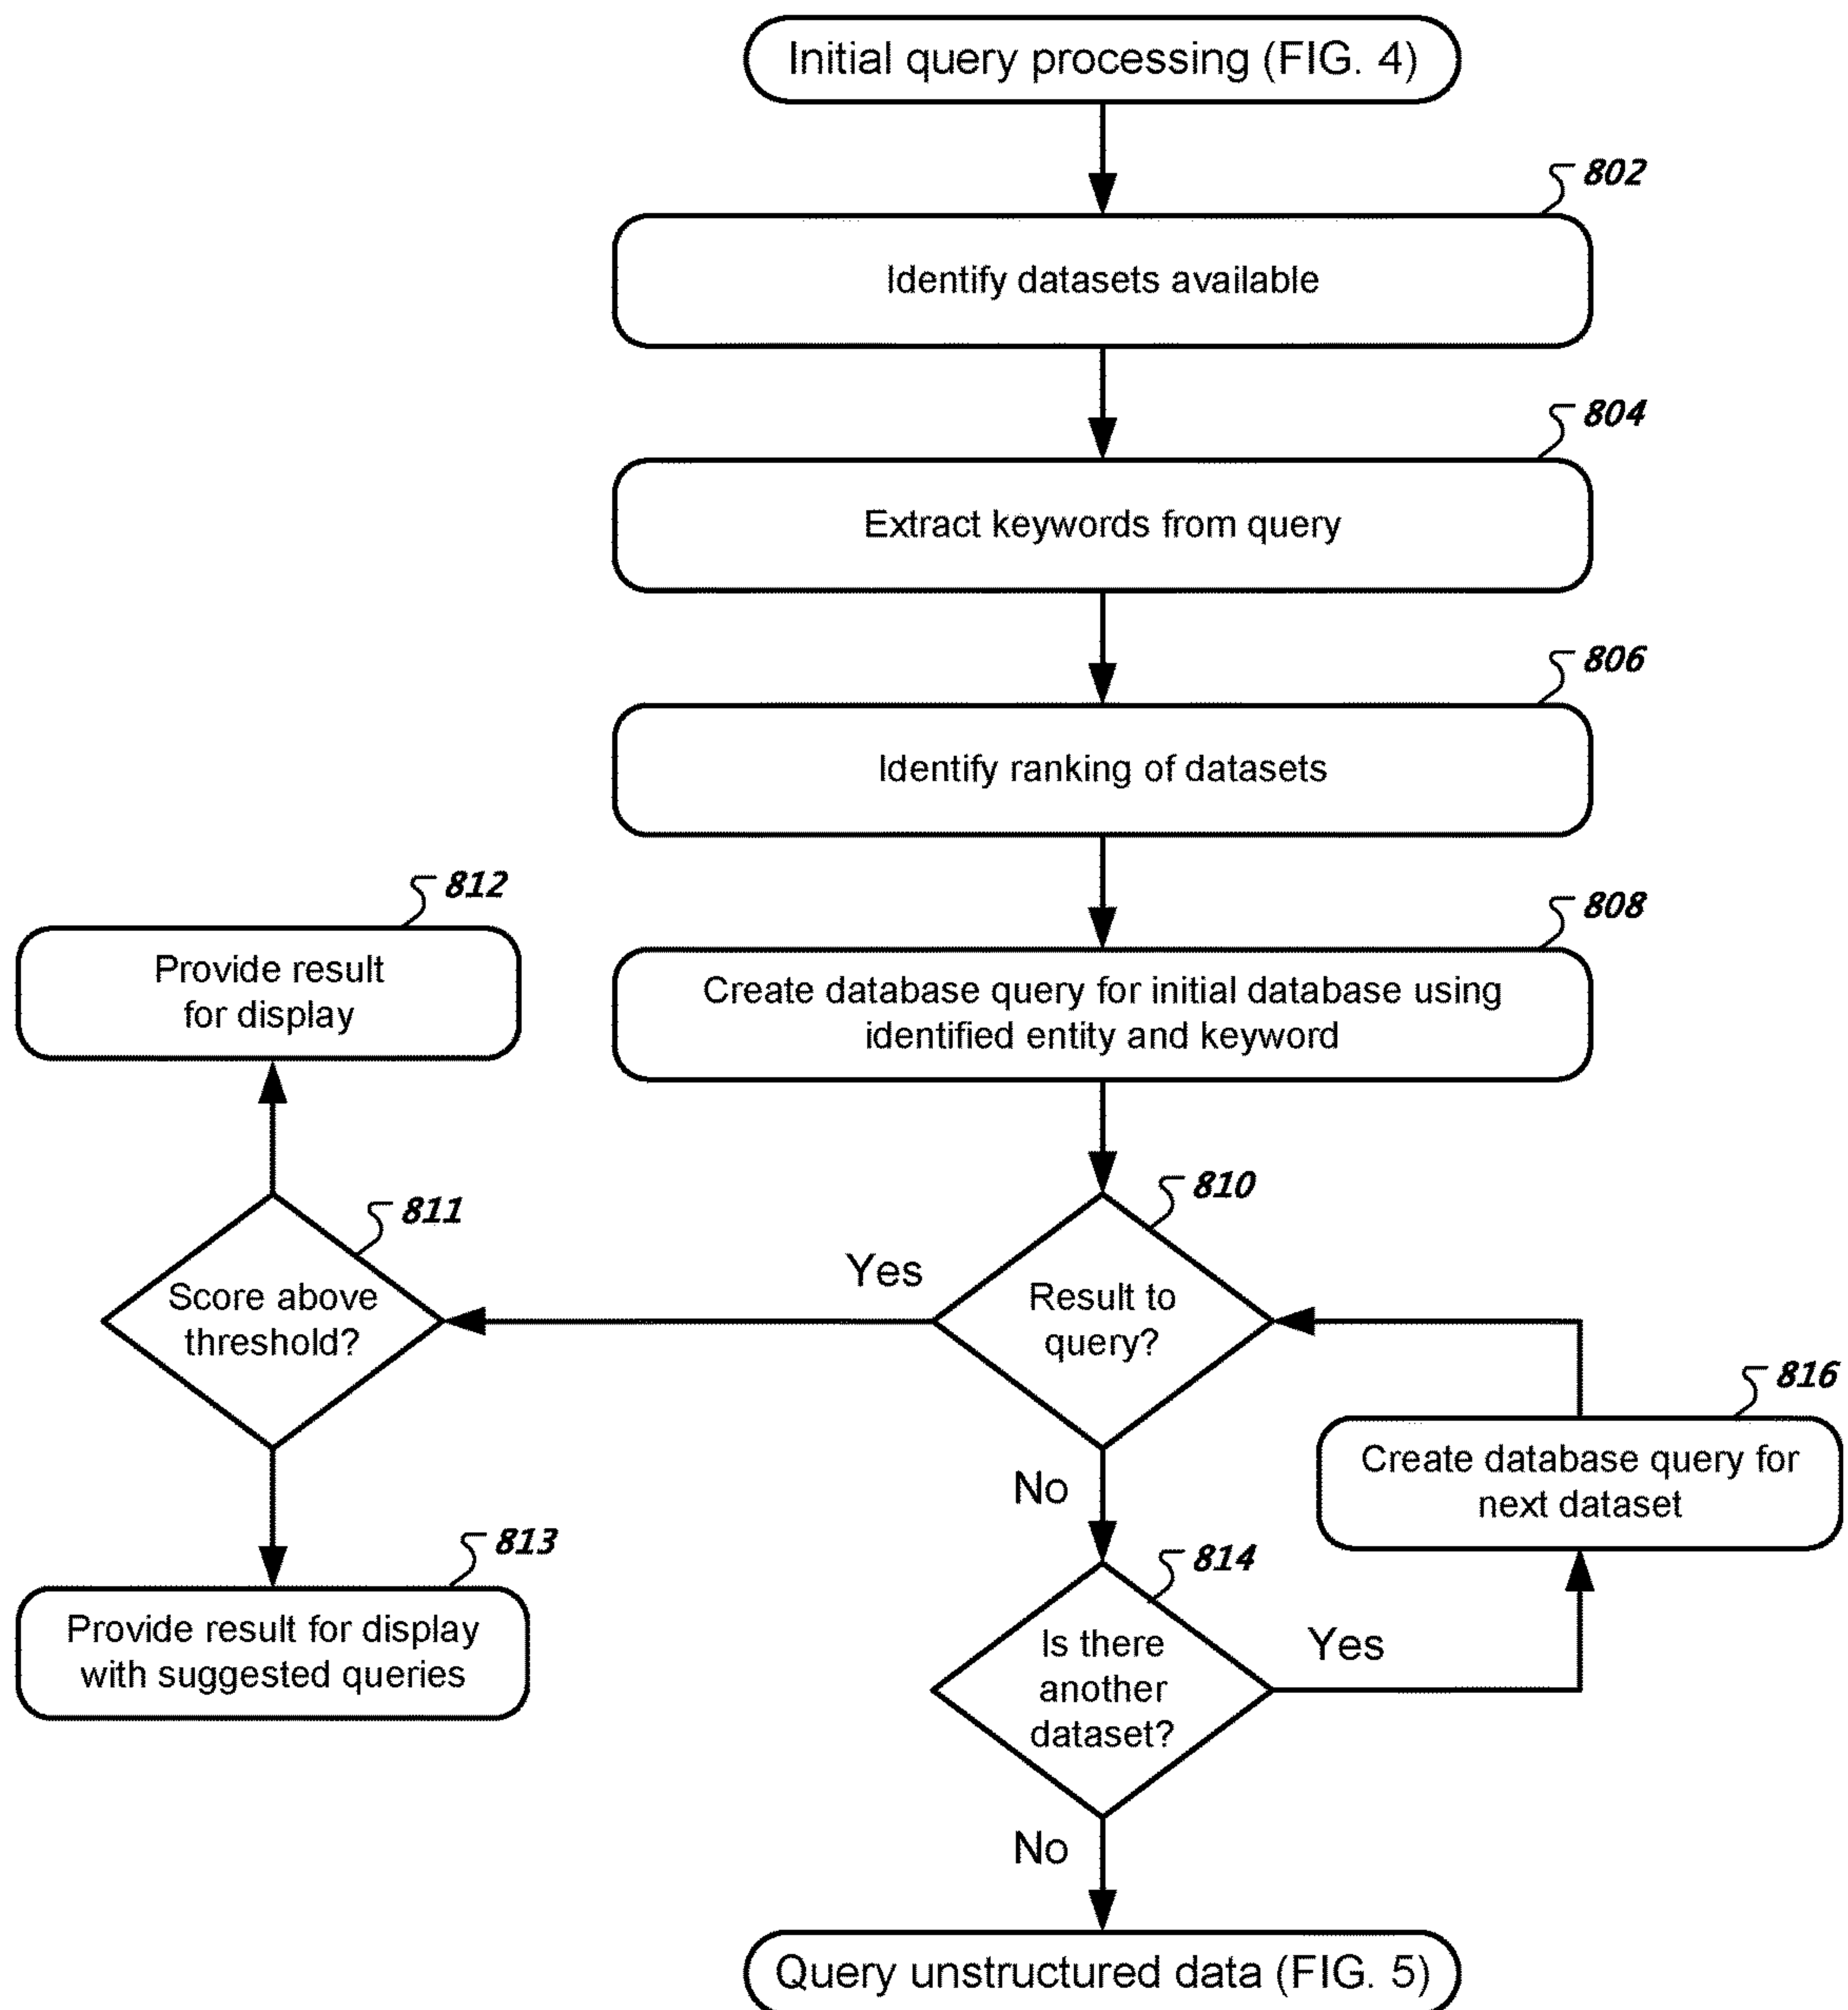 Initial query processing (FIG. 4)
802
Identify datasets available
804
Extract keywords from query
806
Identify ranking of datasets
808
Create database query for initial database using
identified entity and keyword
812
Provide result
for display
810
Result to
query?
Yes
811
Score above
threshold?
813
Provide result for display
with suggested queries
No
816
Create database query for
next dataset
814
Is there
another
dataset?
Yes
No
Query unstructured data (FIG. 5)